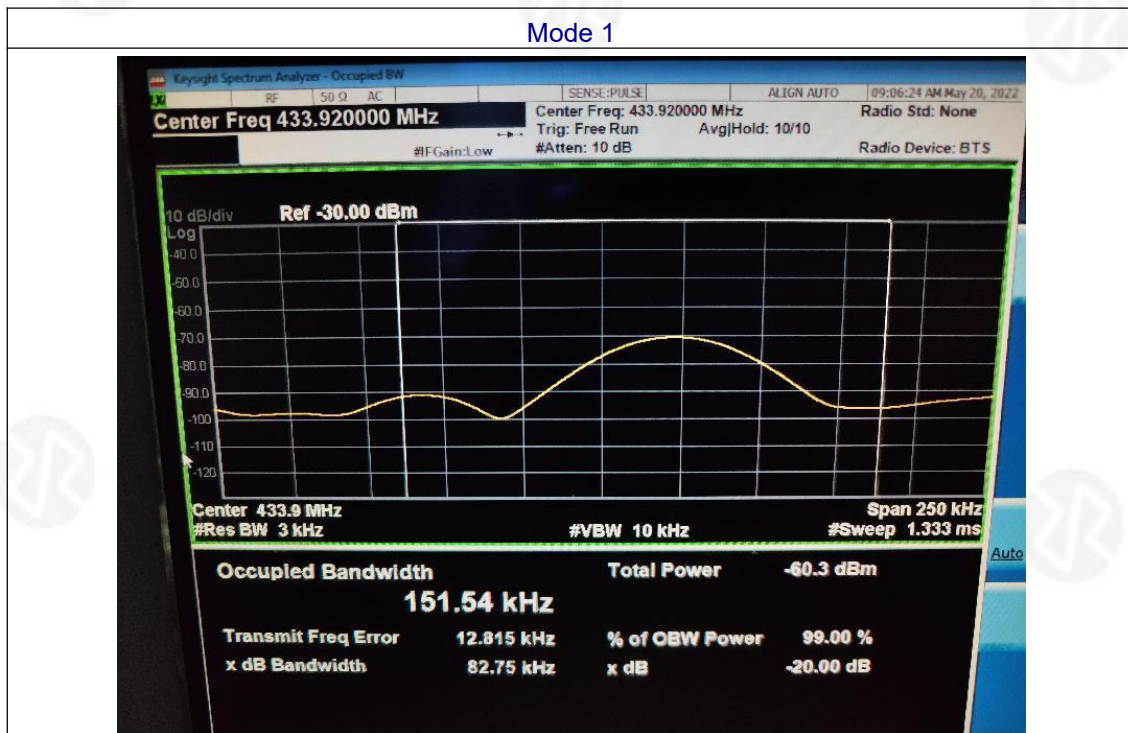 Mode 1
Keysight Spectrum Analyzer - Occupied BW
LXI RF 50 Ω AC SENSE:PULSE ALIGN AUTO 09:06:24 AM May 20, 2022
Center Freq 433.920000 MHz Center Freq: 433.920000 MHz Radio Std: None
Trig: Free Run Avg|Hold: 10/10
#IFGain:Low #Atten: 10 dB Radio Device: BTS
10 dB/div Ref -30.00 dBm
Log
-40.0
-50.0
-60.0
-70.0
-80.0
-90.0
-100
-110
-120
Center 433.9 MHz Span 250 kHz
#Res BW 3 kHz #VBW 10 kHz #Sweep 1.333 ms
Auto
Occupied Bandwidth Total Power -60.3 dBm
151.54 kHz
Transmit Freq Error 12.815 kHz % of OBW Power 99.00 %
x dB Bandwidth 82.75 kHz x dB -20.00 dB